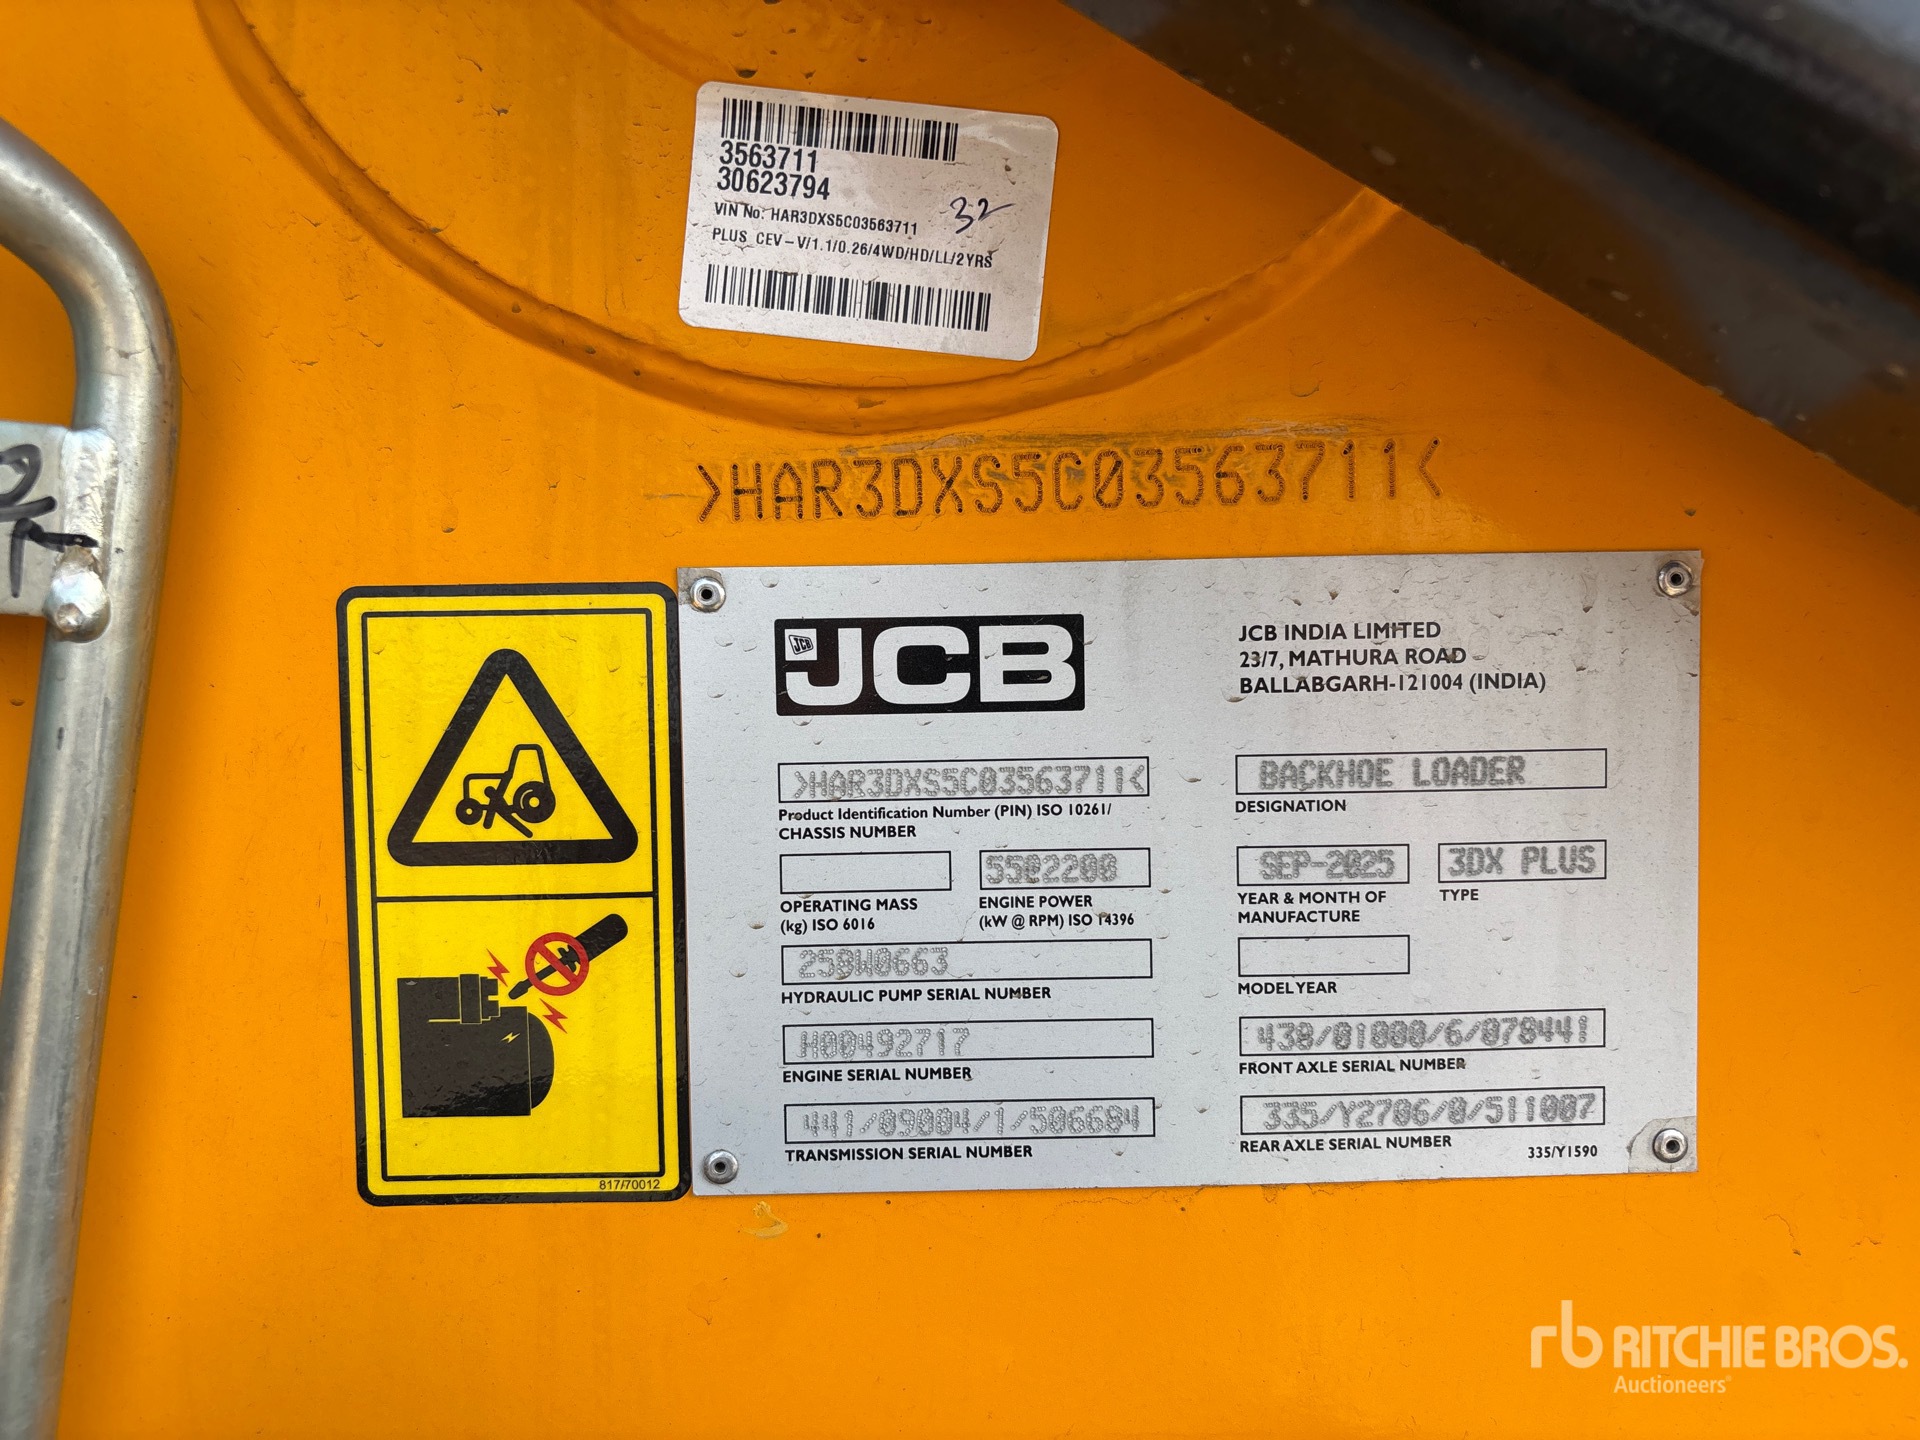 3563711
30623794
VIN No: HAR3DXS5C03563711
32
PLUS CEV-V/1.1/0.26/4WD/HD/LL/2YRS
>HAR3DXS5C03563711<
JCB
JCB INDIA LIMITED
23/7, MATHURA ROAD
BALLABGARH-121004 (INDIA)
>HAR3DXS5C03563711<
Product Identification Number (PIN) ISO 10261/
CHASSIS NUMBER
BACKHOE LOADER
DESIGNATION
OPERATING MASS
(kg) ISO 6016
5502200
ENGINE POWER
(kW @ RPM) ISO 14396
SEP-2025
YEAR & MONTH OF
MANUFACTURE
3DX PLUS
TYPE
258W0663
HYDRAULIC PUMP SERIAL NUMBER
MODEL YEAR
H00492717
ENGINE SERIAL NUMBER
438/01000/6/078441
FRONT AXLE SERIAL NUMBER
441/09004/1/506684
TRANSMISSION SERIAL NUMBER
335/Y2706/0/511007
REAR AXLE SERIAL NUMBER
335/Y1590
817/70012
rb RITCHIE BROS.
Auctioneers